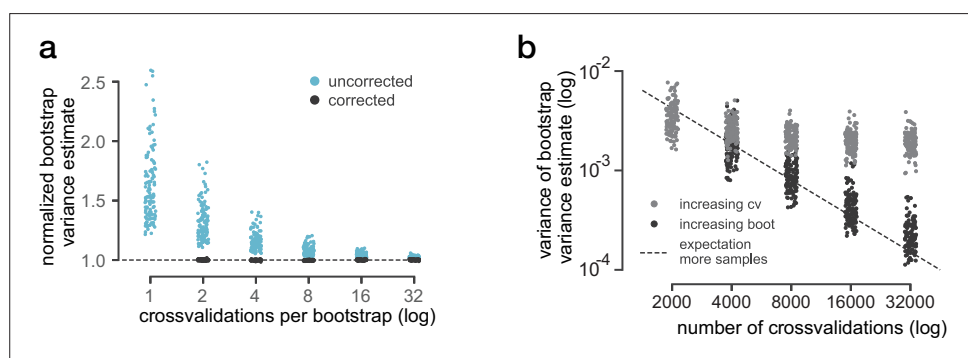 a
normalized bootstrap
variance estimate
2.5
2.0
1.5
1.0
uncorrected
corrected
1 2 4 8 16 32
crossvalidations per bootstrap (log)
b
variance of bootstrap
variance estimate (log)
10⁻²
10⁻³
10⁻⁴
increasing cv
increasing boot
expectation
more samples
2000 4000 8000 16000 32000
number of crossvalidations (log)